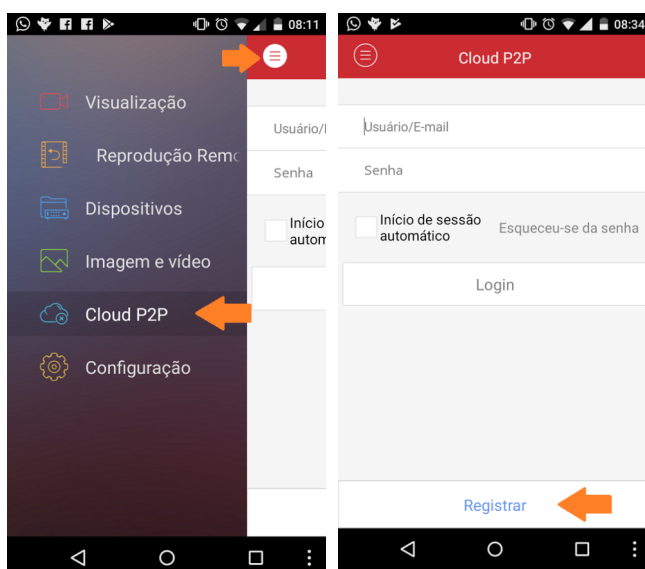 08:11
Visualização
Reprodução Remo
Dispositivos
Imagem e vídeo
Cloud P2P
Configuração
Usuário/
Senha
Início
autom
08:34
Cloud P2P
Usuário/E-mail
Senha
Início de sessão
automático
Esqueceu-se da senha
Login
Registrar